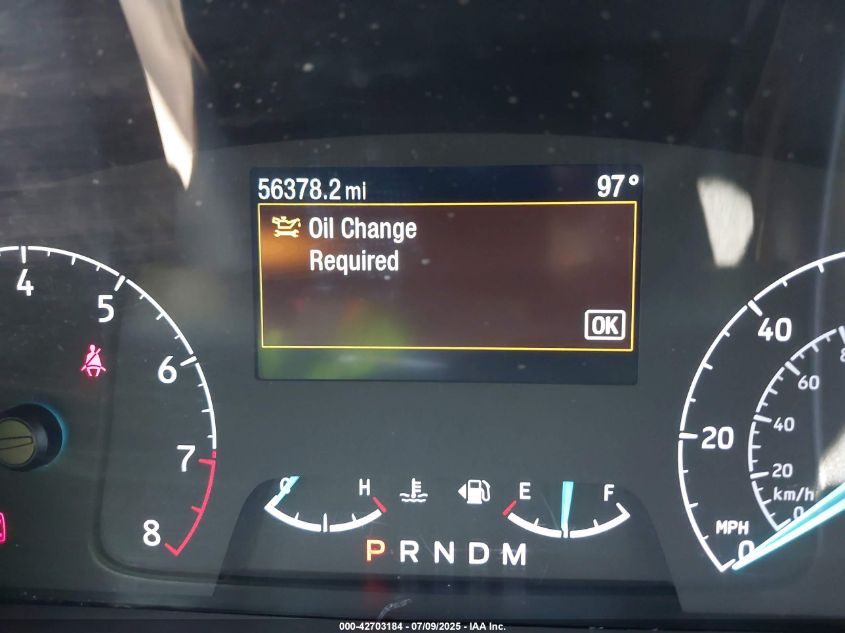 56378.2 mi 97°
Oil Change
Required
OK
4
5
6
7
8
H
E F
P R N D M
20
40
MPH
0
60
40
20
km/h
0
000-42703184 - 07/09/2025 - IAA Inc.